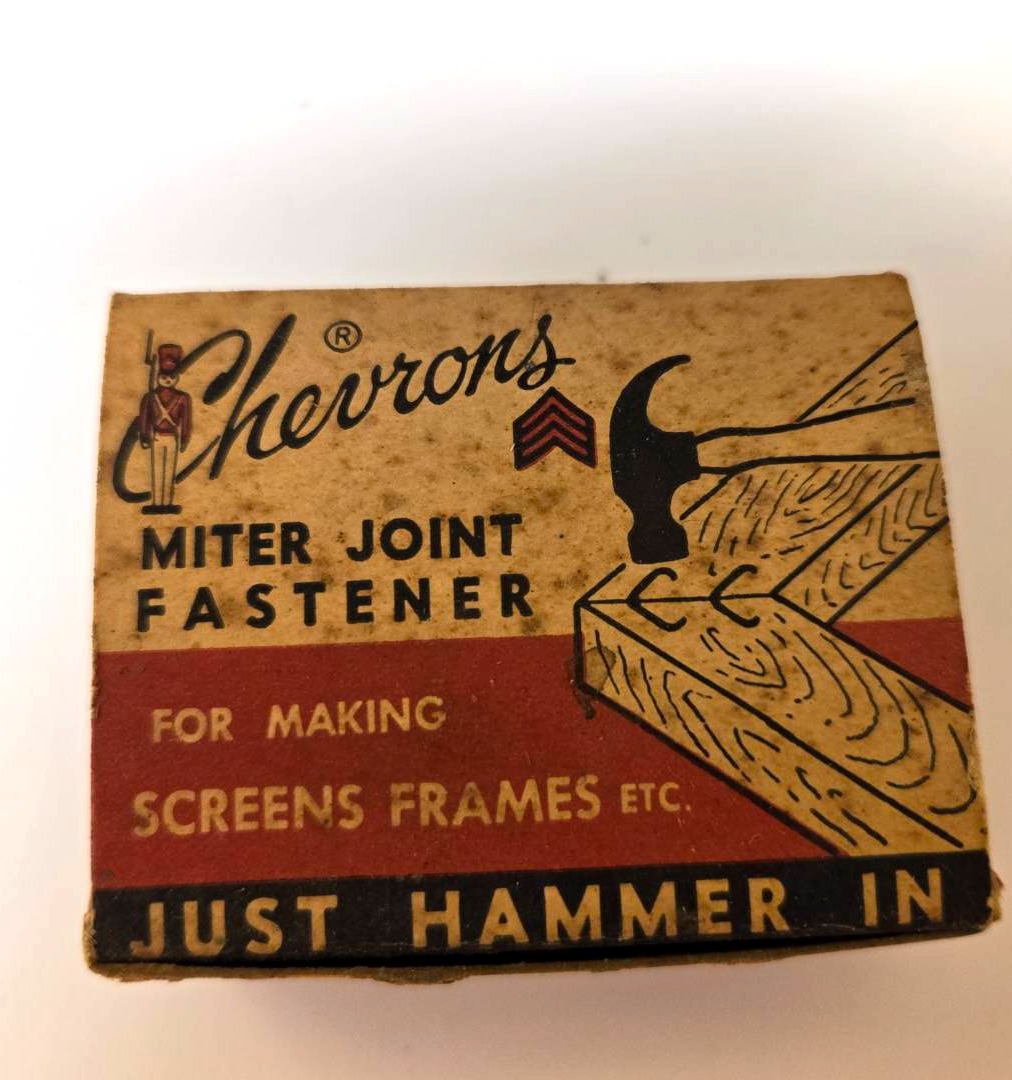 Chevrons ®
MITER JOINT
FASTENER
FOR MAKING
SCREENS FRAMES ETC.
JUST HAMMER IN